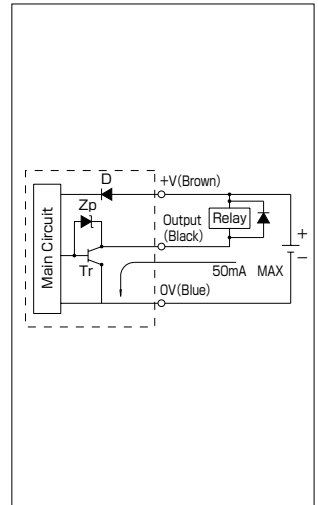 D
+V(Brown)
Zp
Output
(Black)
Relay
Main Circuit
Tr
+
−
50mA MAX
0V(Blue)